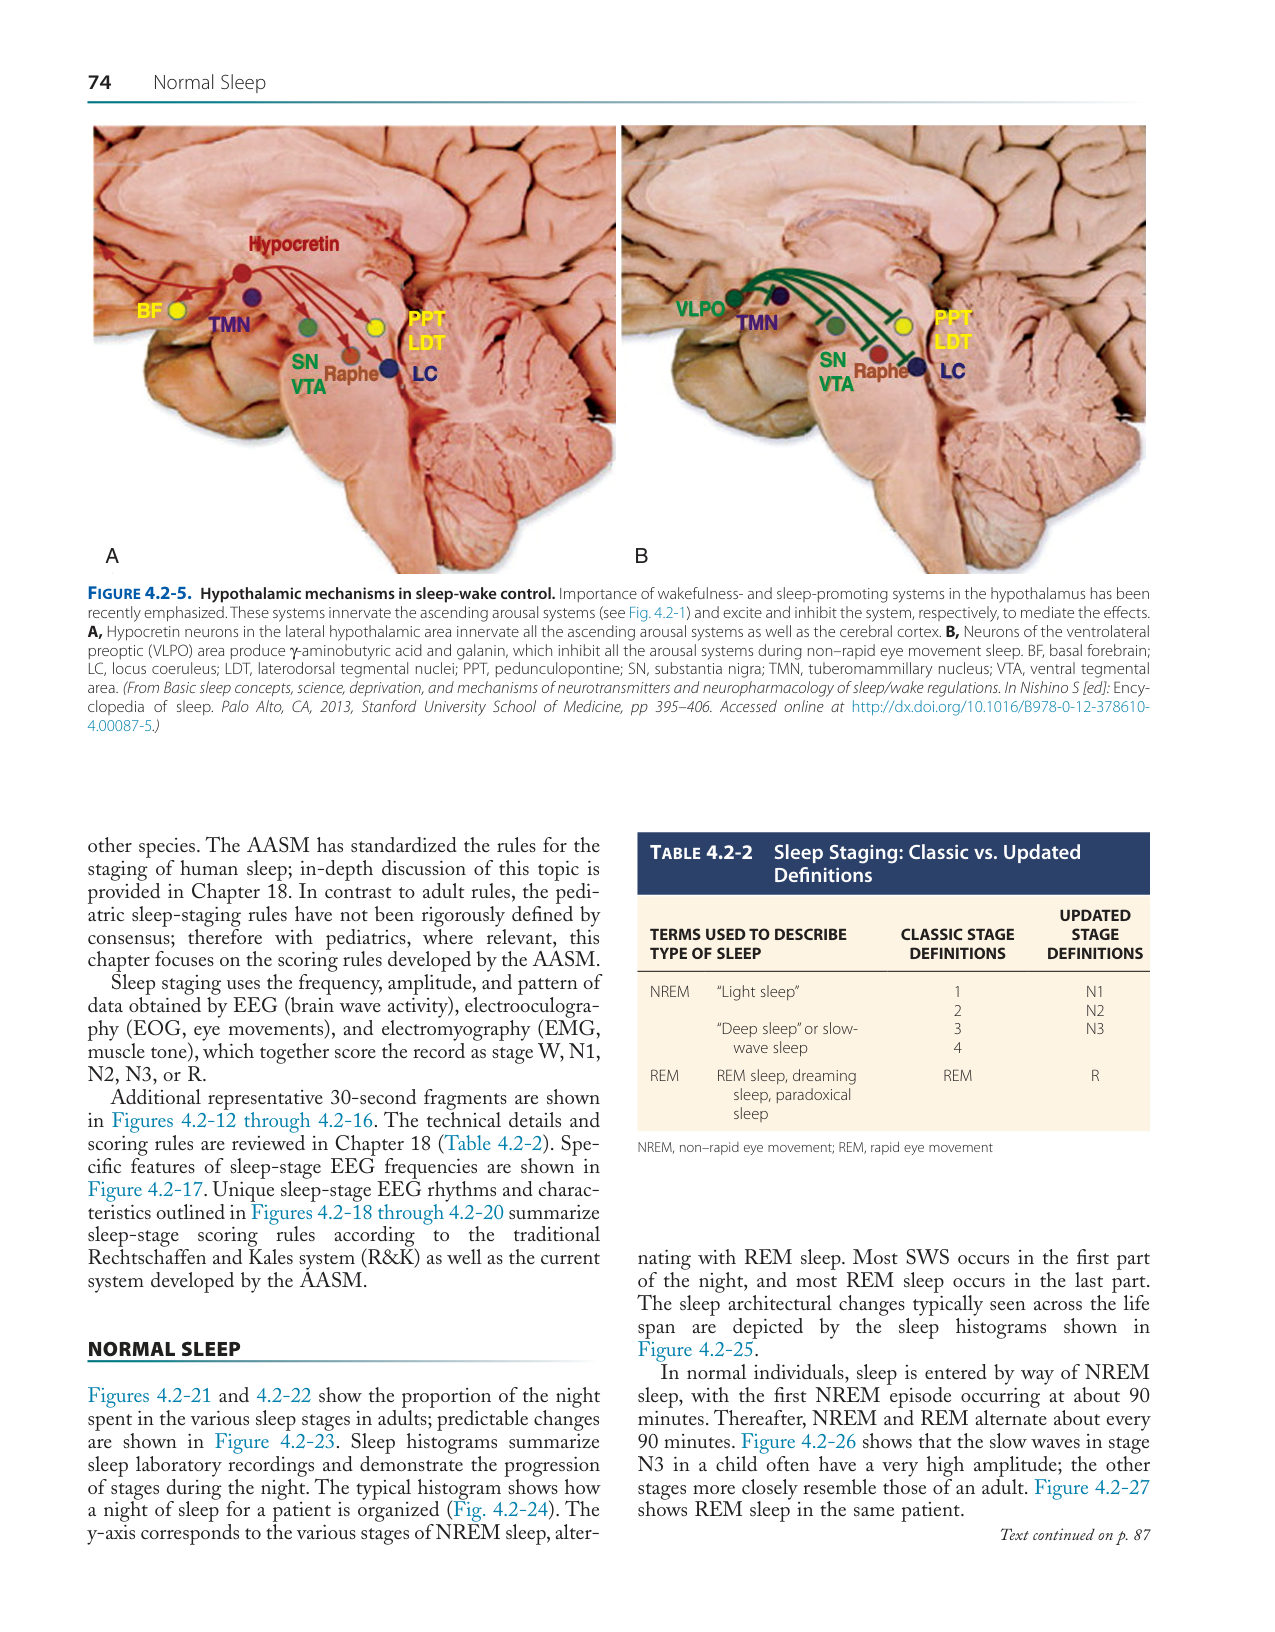 74 Normal Sleep
Hypocretin
BF
TMN
PPT
LDT
SN
VTA
Raphe
LC
A
VLPO
TMN
PPT
LDT
SN
VTA
Raphe
LC
B
FIGURE 4.2-5. Hypothalamic mechanisms in sleep-wake control. Importance of wakefulness- and sleep-promoting systems in the hypothalamus has been
recently emphasized. These systems innervate the ascending arousal systems (see Fig. 4.2-1) and excite and inhibit the system, respectively, to mediate the effects.
A, Hypocretin neurons in the lateral hypothalamic area innervate all the ascending arousal systems as well as the cerebral cortex. B, Neurons of the ventrolateral
preoptic (VLPO) area produce γ-aminobutyric acid and galanin, which inhibit all the arousal systems during non–rapid eye movement sleep. BF, basal forebrain;
LC, locus coeruleus; LDT, laterodorsal tegmental nuclei; PPT, pedunculopontine; SN, substantia nigra; TMN, tuberomammillary nucleus; VTA, ventral tegmental
area. (From Basic sleep concepts, science, deprivation, and mechanisms of neurotransmitters and neuropharmacology of sleep/wake regulations. In Nishino S [ed]: Ency-
clopedia of sleep. Palo Alto, CA, 2013, Stanford University School of Medicine, pp 395–406. Accessed online at http://dx.doi.org/10.1016/B978-0-12-378610-
4.00087-5.)
other species. The AASM has standardized the rules for the
staging of human sleep; in-depth discussion of this topic is
provided in Chapter 18. In contrast to adult rules, the pedi-
atric sleep-staging rules have not been rigorously defined by
consensus; therefore with pediatrics, where relevant, this
chapter focuses on the scoring rules developed by the AASM.
Sleep staging uses the frequency, amplitude, and pattern of
data obtained by EEG (brain wave activity), electrooculogra-
phy (EOG, eye movements), and electromyography (EMG,
muscle tone), which together score the record as stage W, N1,
N2, N3, or R.
Additional representative 30-second fragments are shown
in Figures 4.2-12 through 4.2-16. The technical details and
scoring rules are reviewed in Chapter 18 (Table 4.2-2). Spe-
cific features of sleep-stage EEG frequencies are shown in
Figure 4.2-17. Unique sleep-stage EEG rhythms and charac-
teristics outlined in Figures 4.2-18 through 4.2-20 summarize
sleep-stage scoring rules according to the traditional
Rechtschaffen and Kales system (R&K) as well as the current
system developed by the AASM.
NORMAL SLEEP
Figures 4.2-21 and 4.2-22 show the proportion of the night
spent in the various sleep stages in adults; predictable changes
are shown in Figure 4.2-23. Sleep histograms summarize
sleep laboratory recordings and demonstrate the progression
of stages during the night. The typical histogram shows how
a night of sleep for a patient is organized (Fig. 4.2-24). The
y-axis corresponds to the various stages of NREM sleep, alter-
TABLE 4.2-2 Sleep Staging: Classic vs. Updated
Definitions
TERMS USED TO DESCRIBE
TYPE OF SLEEP
CLASSIC STAGE
DEFINITIONS
UPDATED
STAGE
DEFINITIONS
NREM “Light sleep” 1 N1
2 N2
“Deep sleep” or slow- 3 N3
wave sleep 4
REM REM sleep, dreaming REM R
sleep, paradoxical
sleep
NREM, non–rapid eye movement; REM, rapid eye movement
nating with REM sleep. Most SWS occurs in the first part
of the night, and most REM sleep occurs in the last part.
The sleep architectural changes typically seen across the life
span are depicted by the sleep histograms shown in
Figure 4.2-25.
In normal individuals, sleep is entered by way of NREM
sleep, with the first NREM episode occurring at about 90
minutes. Thereafter, NREM and REM alternate about every
90 minutes. Figure 4.2-26 shows that the slow waves in stage
N3 in a child often have a very high amplitude; the other
stages more closely resemble those of an adult. Figure 4.2-27
shows REM sleep in the same patient.
Text continued on p. 87